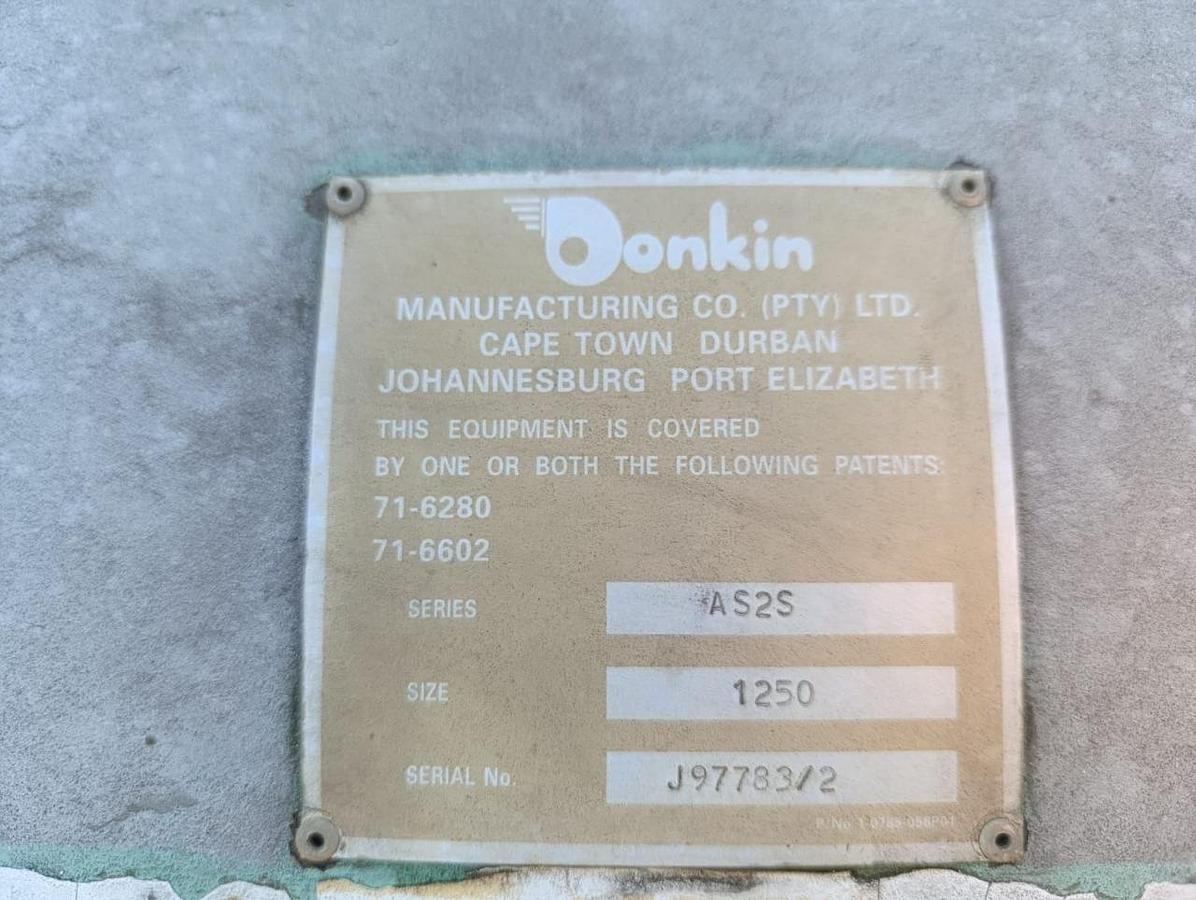 Donkin
MANUFACTURING CO. (PTY) LTD.
CAPE TOWN DURBAN
JOHANNESBURG PORT ELIZABETH
THIS EQUIPMENT IS COVERED
BY ONE OR BOTH THE FOLLOWING PATENTS:
71-6280
71-6602
SERIES AS2S
SIZE 1250
SERIAL No. J97783/2